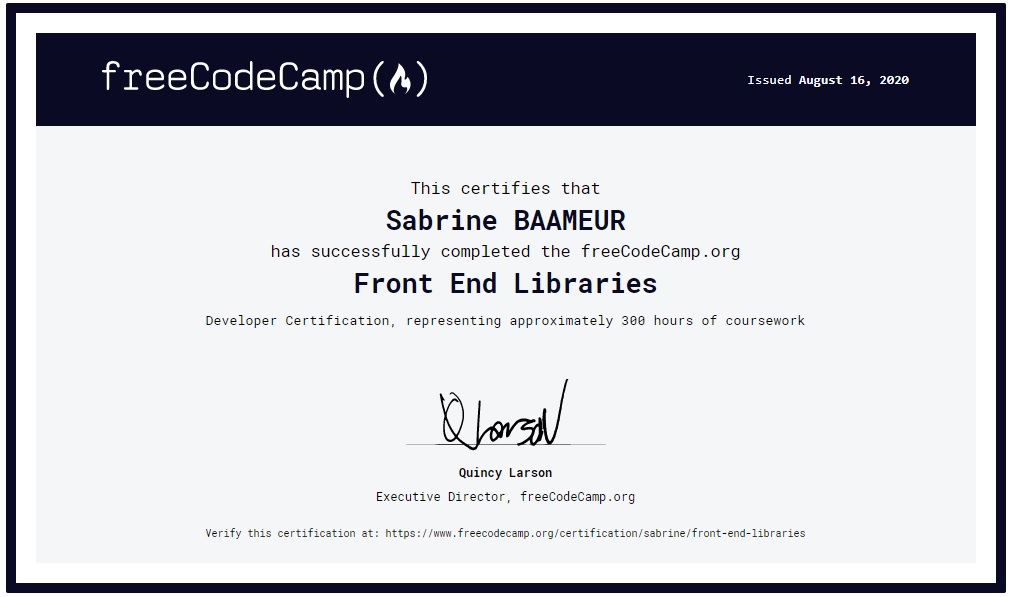 freeCodeCamp
Issued August 16, 2020
This certifies that
Sabrine BAAMEUR
has successfully completed the freeCodeCamp.org
Front End Libraries
Developer Certification, representing approximately 300 hours of coursework
Q Larson
Quincy Larson
Executive Director, freeCodeCamp.org
Verify this certification at: https://www.freecodecamp.org/certification/sabrine/front-end-libraries